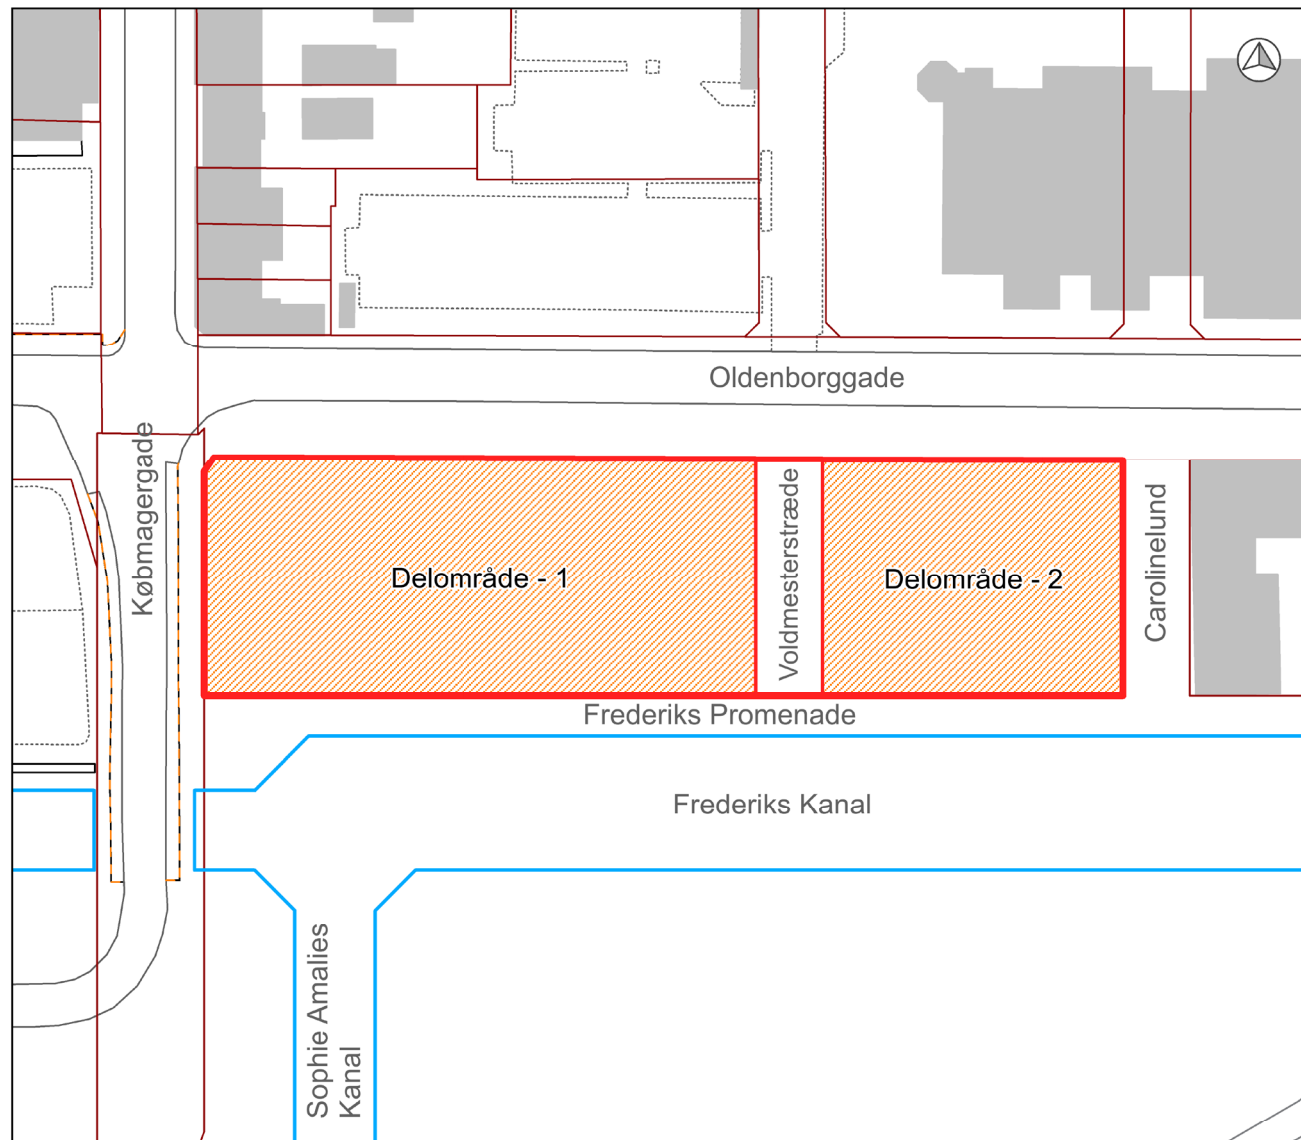 Oldenborggade
Købmagergade
Delområde - 1
Voldmesterstræde
Delområde - 2
Carolinelund
Frederiks Promenade
Frederiks Kanal
Sophie Amalies
Kanal